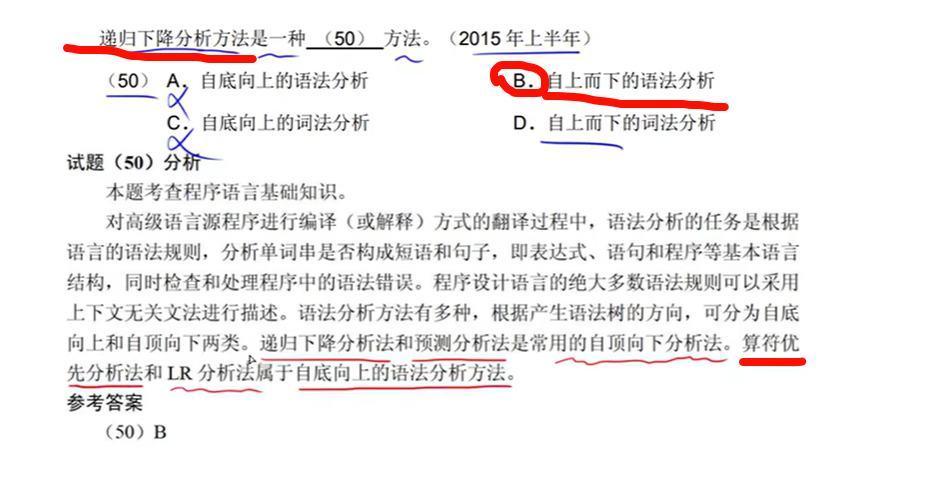 递归下降分析方法是一种 （50） 方法。（2015年上半年）
（50） A．自底向上的语法分析 B．自上而下的语法分析
C．自底向上的词法分析 D．自上而下的词法分析
试题（50）分析
本题考查程序语言基础知识。
对高级语言源程序进行编译（或解释）方式的翻译过程中，语法分析的任务是根据
语言的语法规则，分析单词串是否构成短语和句子，即表达式、语句和程序等基本语言
结构，同时检查和处理程序中的语法错误。程序设计语言的绝大多数语法规则可以采用
上下文无关文法进行描述。语法分析方法有多种，根据产生语法树的方向，可分为自底
向上和自顶向下两类。递归下降分析法和预测分析法是常用的自顶向下分析法。算符优
先分析法和 LR 分析法属于自底向上的语法分析方法。
参考答案
（50）B